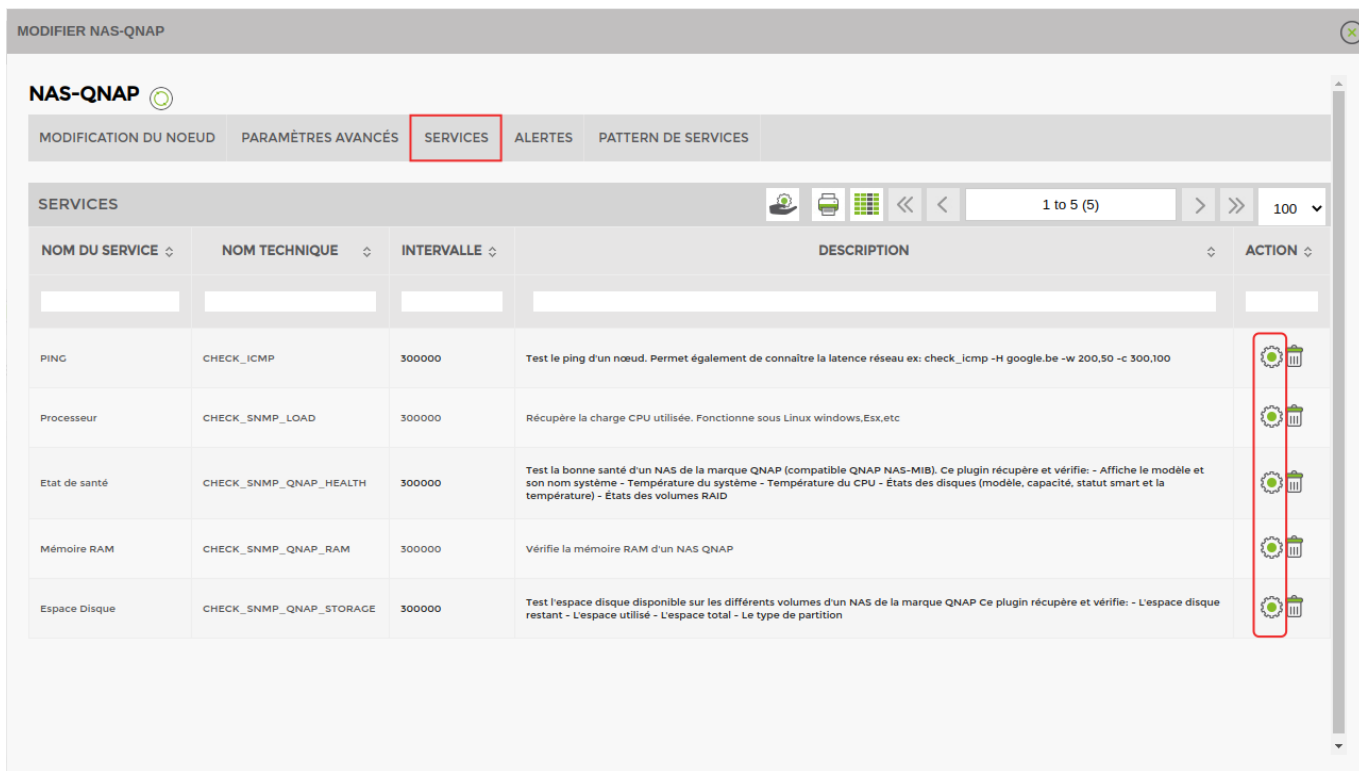 MODIFIER NAS-QNAP
NAS-QNAP
MODIFICATION DU NOEUD PARAMÈTRES AVANCÉS SERVICES ALERTES PATTERN DE SERVICES
SERVICES 1 to 5 (5) 100
NOM DU SERVICE NOM TECHNIQUE INTERVALLE DESCRIPTION ACTION
PING CHECK_ICMP 300000 Test le ping d'un nœud. Permet également de connaître la latence réseau ex: check_icmp -H google.be -w 200,50 -c 300,100
Processeur CHECK_SNMP_LOAD 300000 Récupère la charge CPU utilisée. Fonctionne sous Linux windows,Esx,etc
Test la bonne santé d'un NAS de la marque QNAP (compatible QNAP NAS-MIB). Ce plugin récupère et vérifie: - Affiche le modèle et
Etat de santé CHECK_SNMP_QNAP_HEALTH 300000 son nom système - Température du système - Température du CPU - États des disques (modèle, capacité, statut smart et la
température) - États des volumes RAID
Mémoire RAM CHECK_SNMP_QNAP_RAM 300000 Vérifie la mémoire RAM d'un NAS QNAP
Espace Disque CHECK_SNMP_QNAP_STORAGE 300000 Test l'espace disque disponible sur les différents volumes d'un NAS de la marque QNAP Ce plugin récupère et vérifie: - L'espace disque
restant - L'espace utilisé - L'espace total - Le type de partition